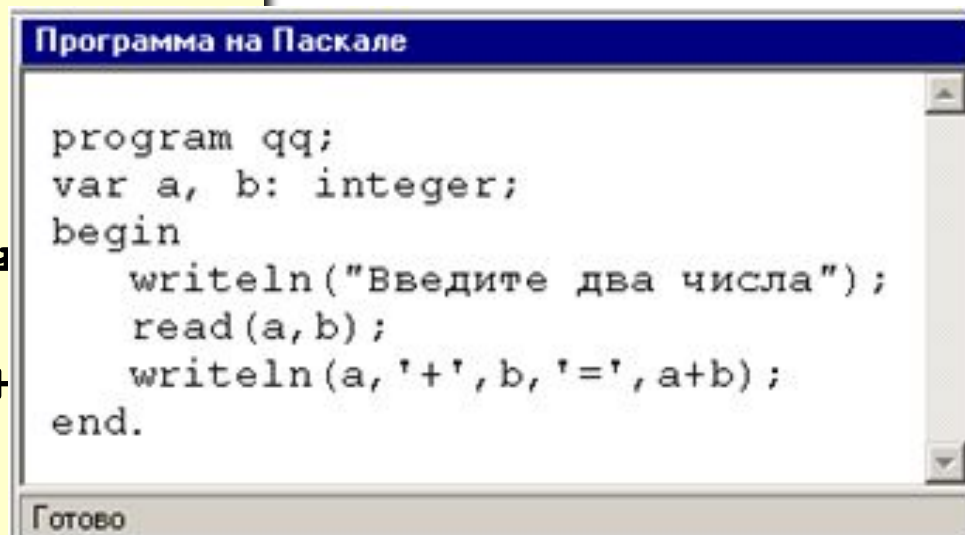 Программа на Паскале
program qq;
var a, b: integer;
begin
writeln("Введите два числа");
read(a,b);
writeln(a,'+',b,'=',a+b);
end.
Готово